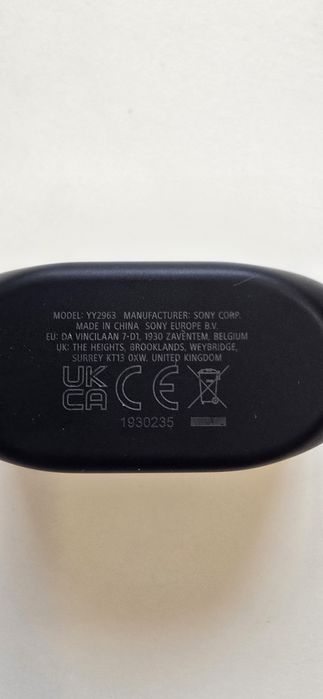 MODEL: YY2963 MANUFACTURER: SONY CORP.
MADE IN CHINA SONY EUROPE B.V.
EU: DA VINCILAAN 7-D1, 1930 ZAVENTEM, BELGIUM
UK: THE HEIGHTS, BROOKLANDS, WEYBRIDGE,
SURREY KT13 0XW, UNITED KINGDOM
UK
CA CE
1930235